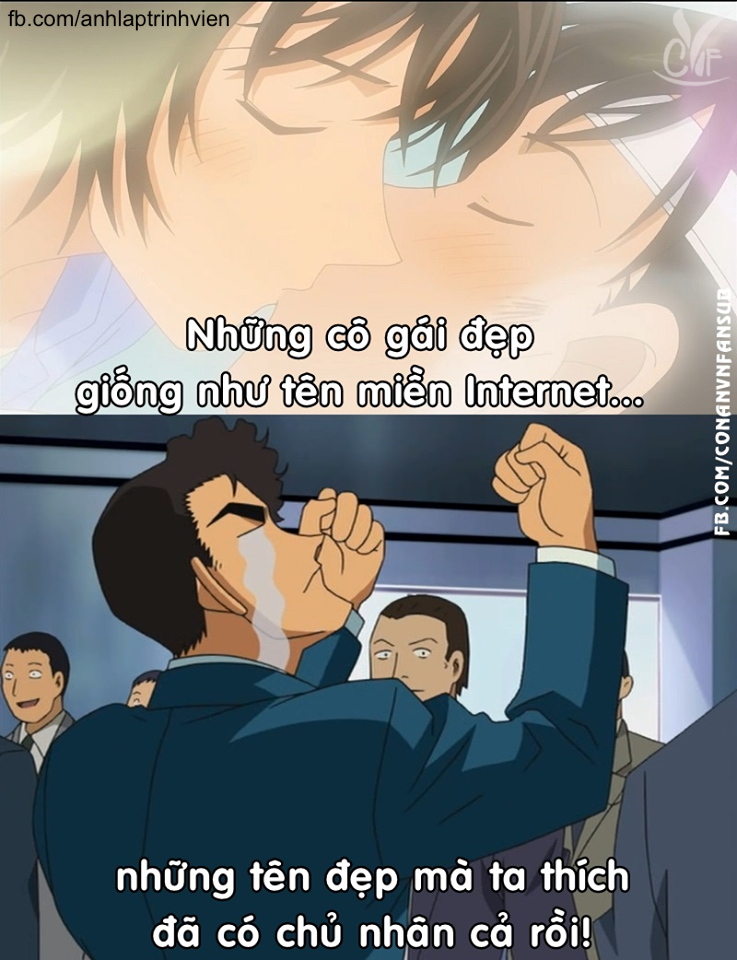 fb.com/anhlaptrinhvien
CVF
Những cô gái đẹp
giống như tên miền Internet...
FB.COM/CONANVNFANSUB
những tên đẹp mà ta thích
đã có chủ nhân cả rồi!